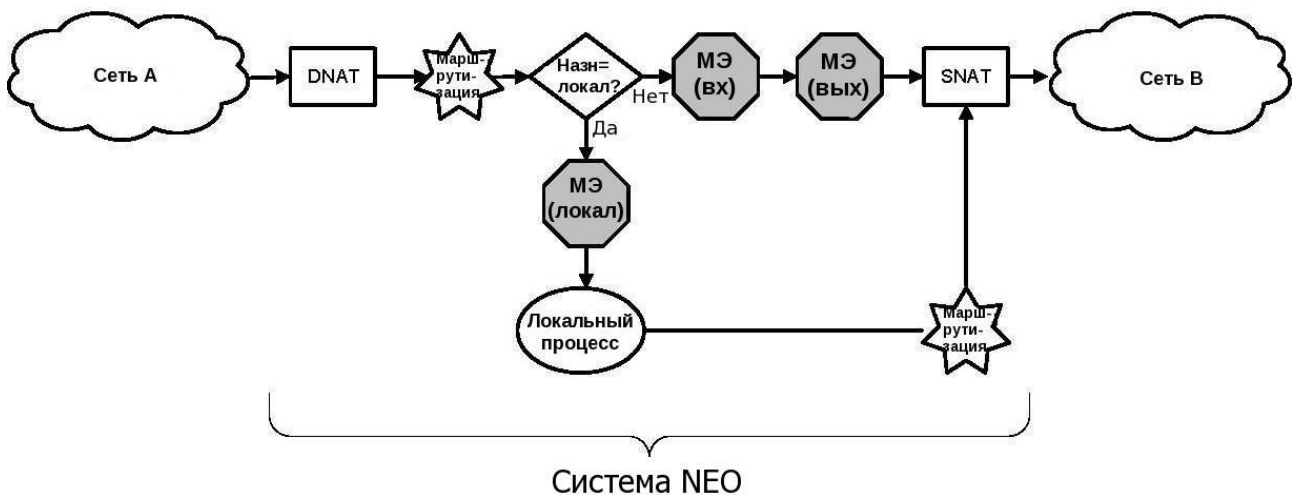 Сеть А
DNAT
Марш-
рути-
зация
Назн=
локал?
Нет
Да
МЭ
(вх)
МЭ
(вых)
SNAT
Сеть В
МЭ
(локал)
Локальный
процесс
Марш-
рути-
зация
Система NEO